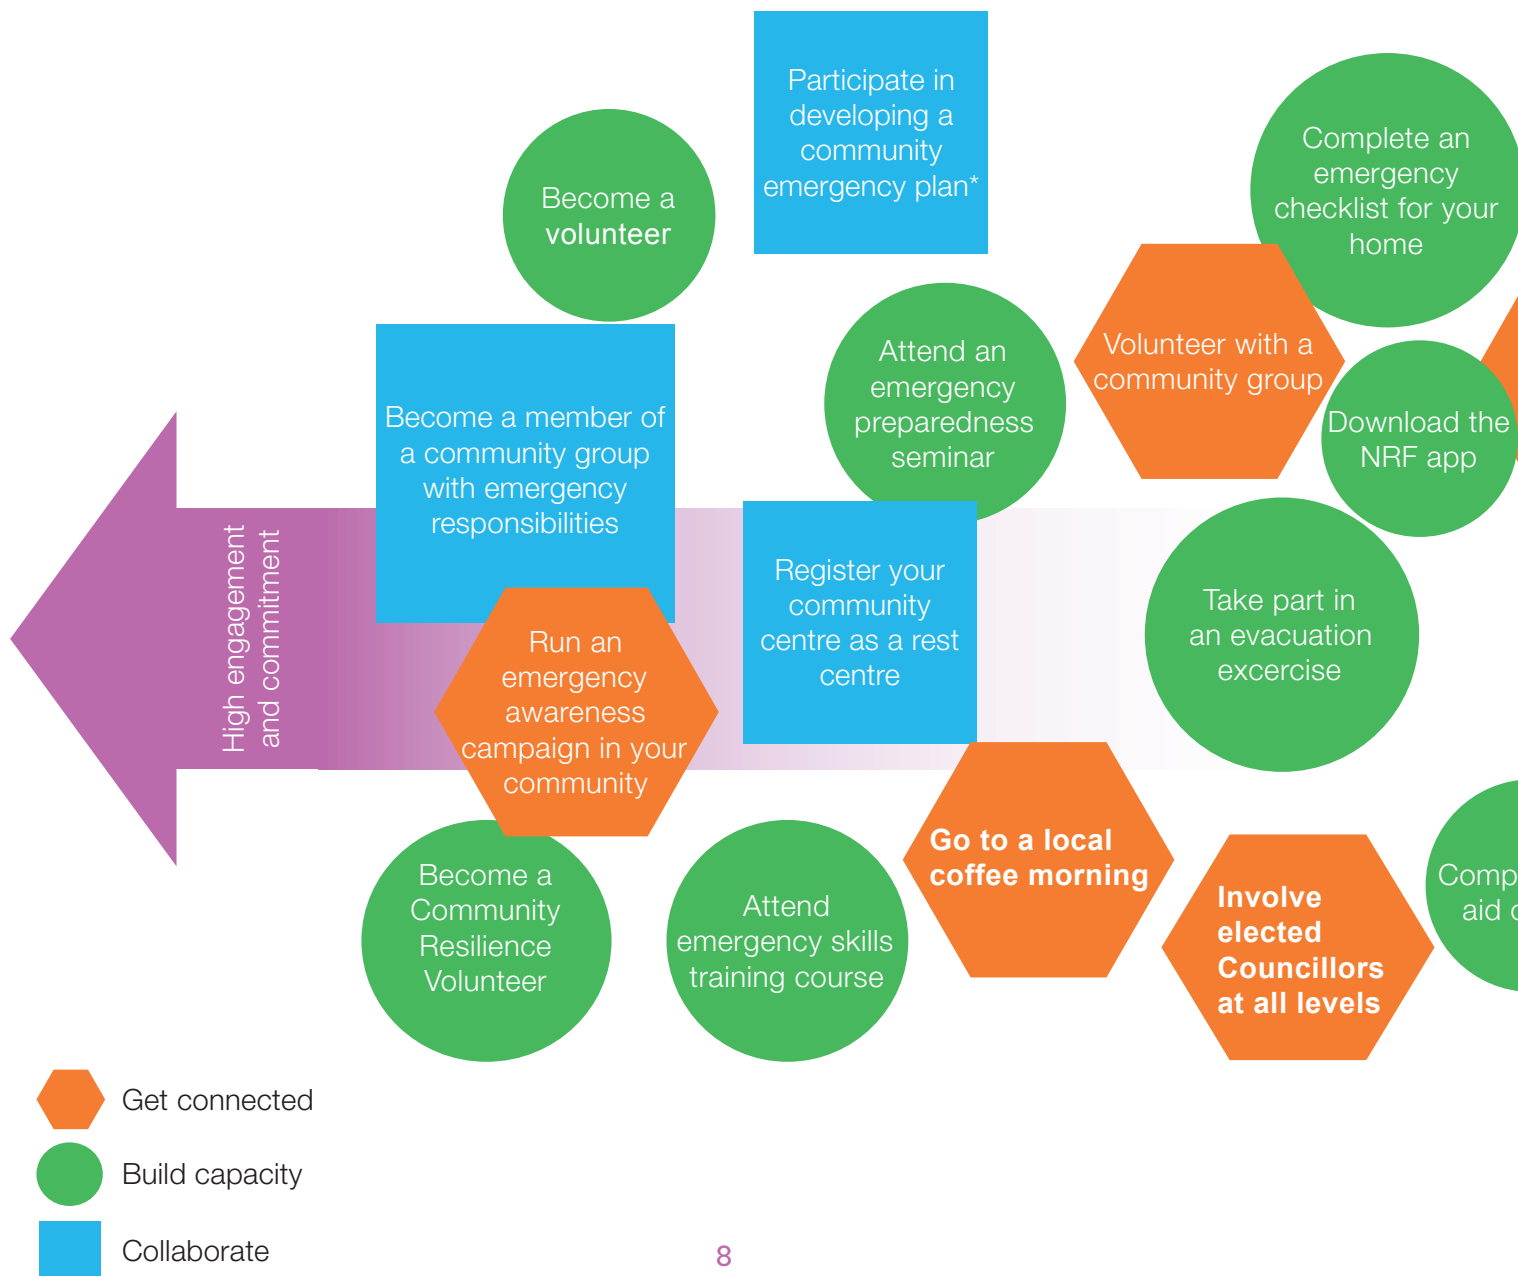 Participate in
developing a
community
emergency plan*
Complete an
emergency
checklist for your
home
Become a
volunteer
Attend an
emergency
preparedness
seminar
Volunteer with a
community group
Download the
NRF app
Become a member of
a community group
with emergency
responsibilities
High engagement
and commitment
Register your
community
centre as a rest
centre
Take part in
an evacuation
excercise
Run an
emergency
awareness
campaign in your
community
Go to a local
coffee morning
Involve
elected
Councillors
at all levels
aid
Become a
Community
Resilience
Volunteer
Attend
emergency skills
training course
Get connected
Build capacity
Collaborate
8